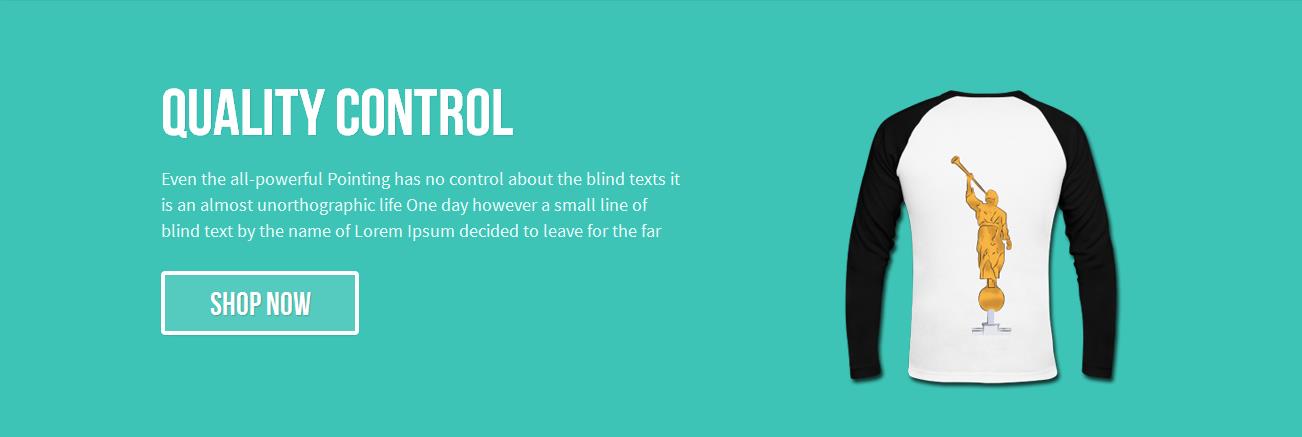 QUALITY CONTROL
Even the all-powerful Pointing has no control about the blind texts it
is an almost unorthographic life One day however a small line of
blind text by the name of Lorem Ipsum decided to leave for the far
SHOP NOW